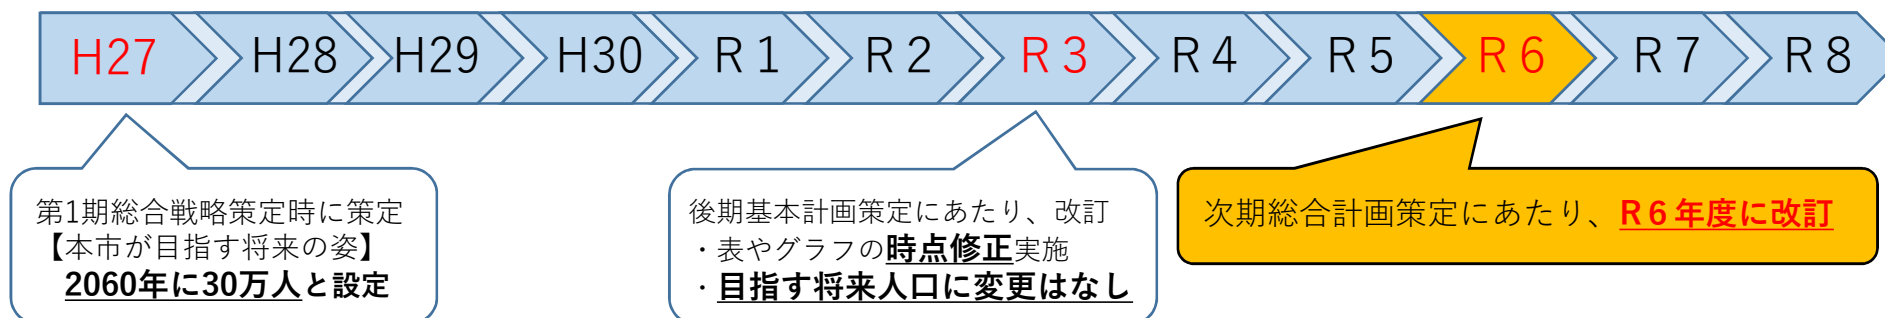 H27 H28 H29 H30 R1 R2 R3 R4 R5 R6 R7 R8
第1期総合戦略策定時に策定
【本市が目指す将来の姿】
2060年に30万人と設定
後期基本計画策定にあたり、改訂
・表やグラフの時点修正実施
・目指す将来人口に変更はなし
次期総合計画策定にあたり、R６年度に改訂